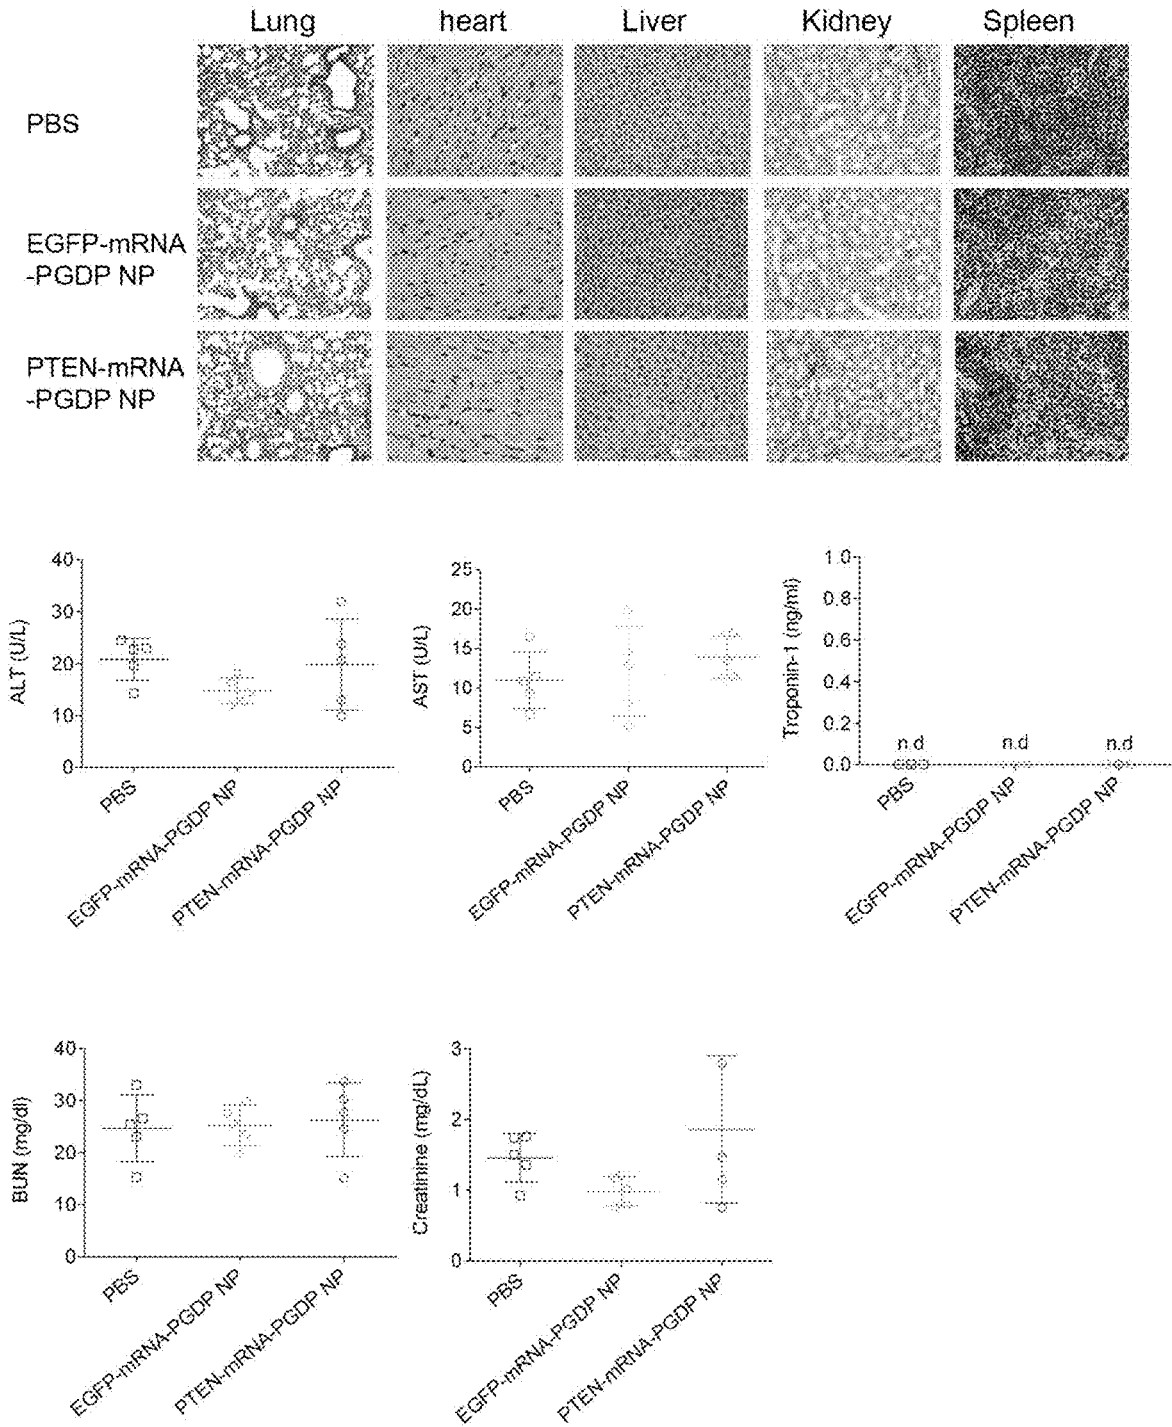 Lung heart Liver Kidney Spleen
PBS
EGFP-mRNA
-PGDP NP
PTEN-mRNA
-PGDP NP
ALT (U/L)
40
30
20
10
0
PBS
EGFP-mRNA-PGDP NP
PTEN-mRNA-PGDP NP
AST (U/L)
25
20
15
10
5
0
PBS
EGFP-mRNA-PGDP NP
PTEN-mRNA-PGDP NP
Troponin-1 (ng/ml)
1.0
0.8
0.6
0.4
0.2
0.0
n.d n.d n.d
PBS
EGFP-mRNA-PGDP NP
PTEN-mRNA-PGDP NP
BUN (mg/dl)
40
30
20
10
0
PBS
EGFP-mRNA-PGDP NP
PTEN-mRNA-PGDP NP
Creatinine (mg/dL)
3
2
1
0
PBS
EGFP-mRNA-PGDP NP
PTEN-mRNA-PGDP NP